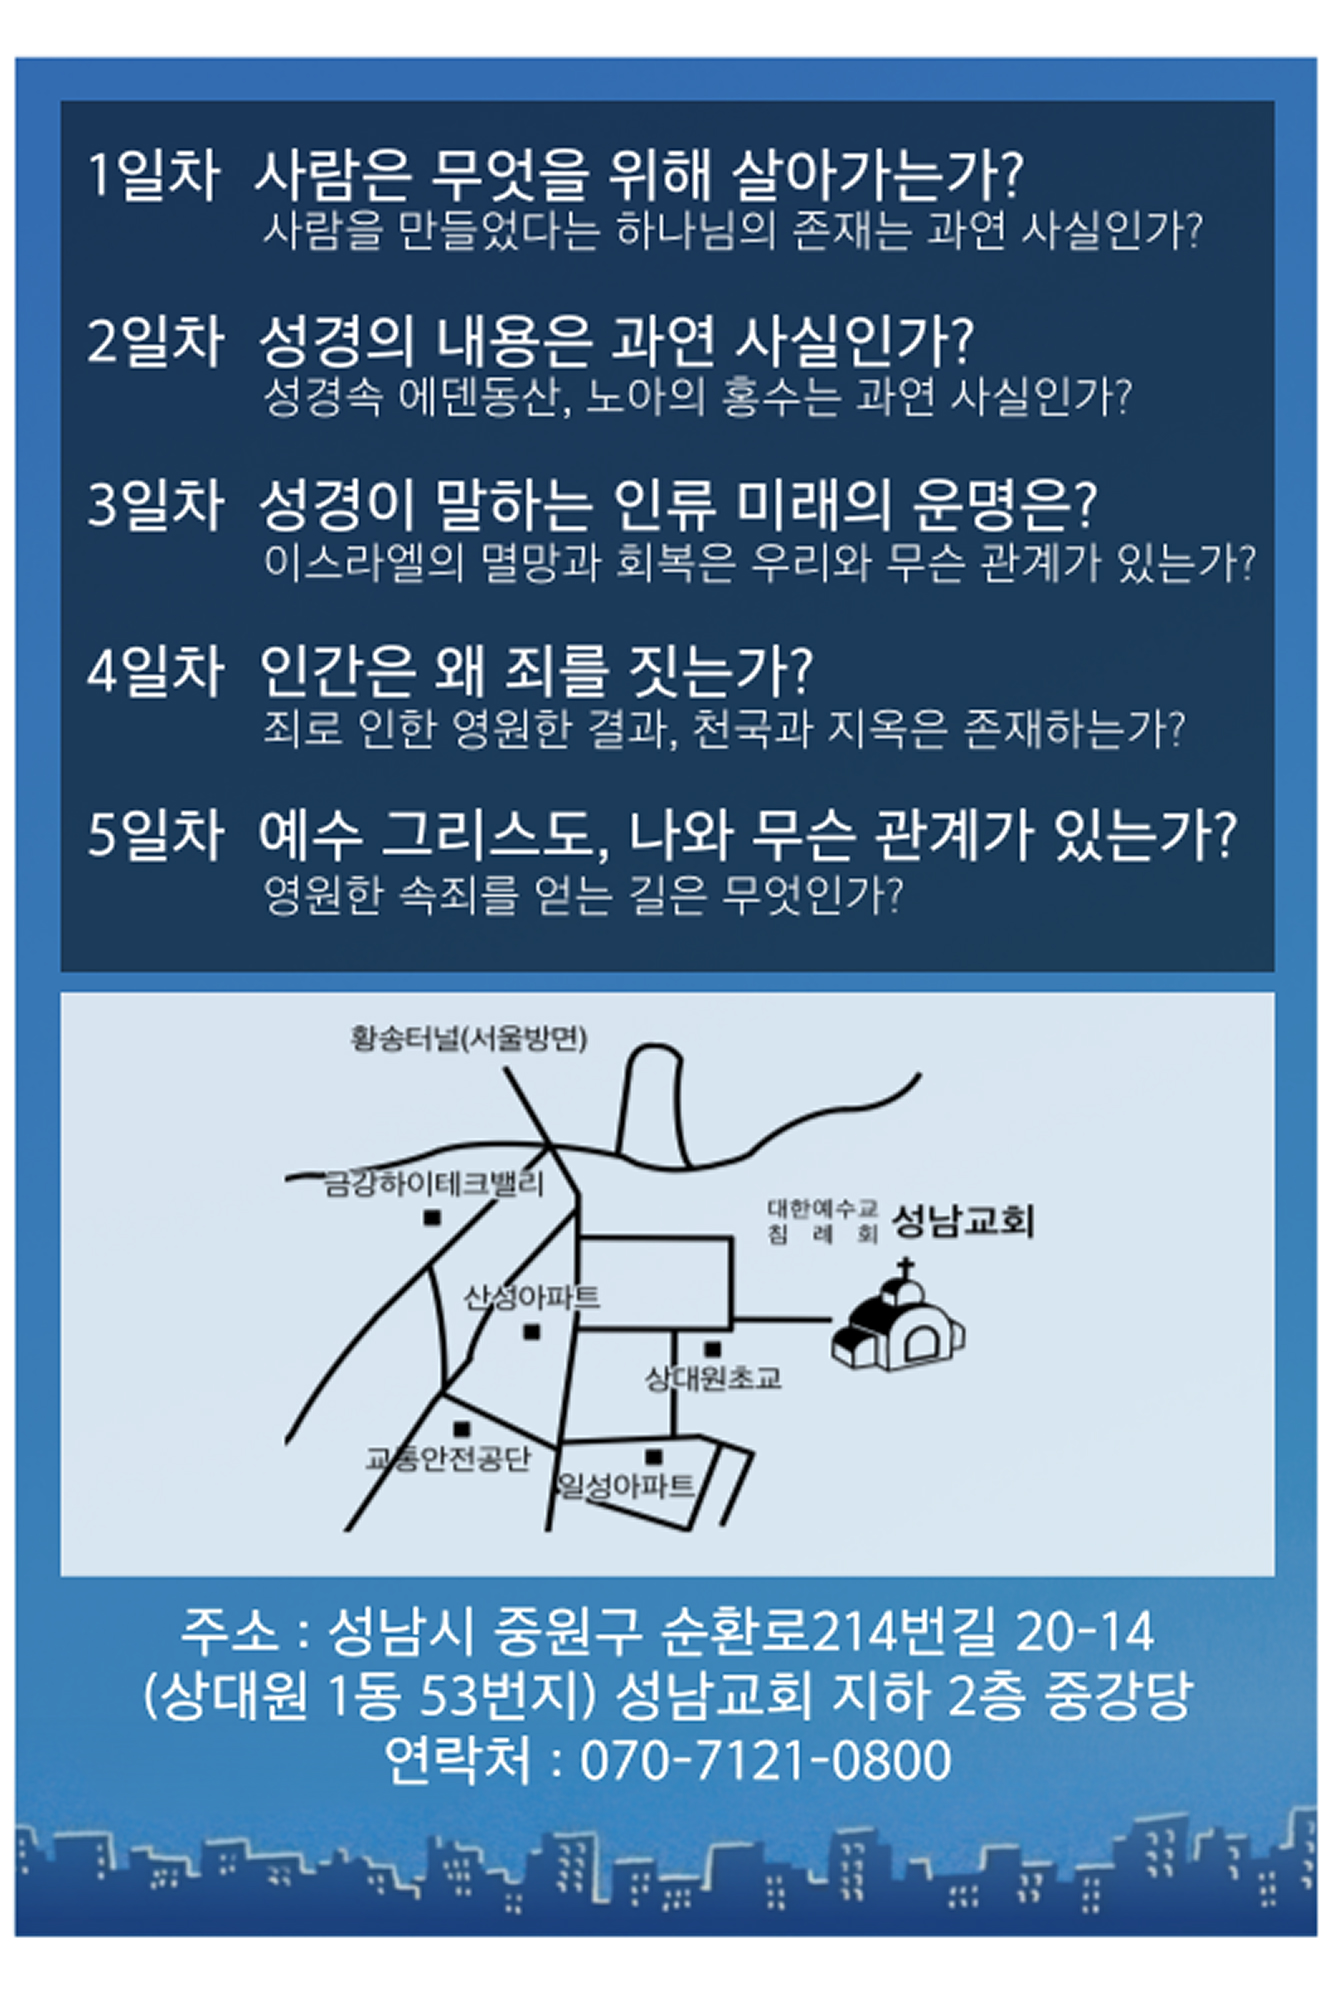 1일차 사람은 무엇을 위해 살아가는가?
사람을 만들었다는 하나님의 존재는 과연 사실인가?
2일차 성경의 내용은 과연 사실인가?
성경속 에덴동산, 노아의 홍수는 과연 사실인가?
3일차 성경이 말하는 인류 미래의 운명은?
이스라엘의 멸망과 회복은 우리와 무슨 관계가 있는가?
4일차 인간은 왜 죄를 짓는가?
죄로 인한 영원한 결과, 천국과 지옥은 존재하는가?
5일차 예수 그리스도, 나와 무슨 관계가 있는가?
영원한 속죄를 얻는 길은 무엇인가?
황송터널(서울방면)
금강하이테크밸리
대한예수교
침 례 회 성남교회
산성아파트
상대원초교
교통안전공단
일성아파트
주소 : 성남시 중원구 순환로214번길 20-14
(상대원 1동 53번지) 성남교회 지하 2층 중강당
연락처 : 070-7121-0800